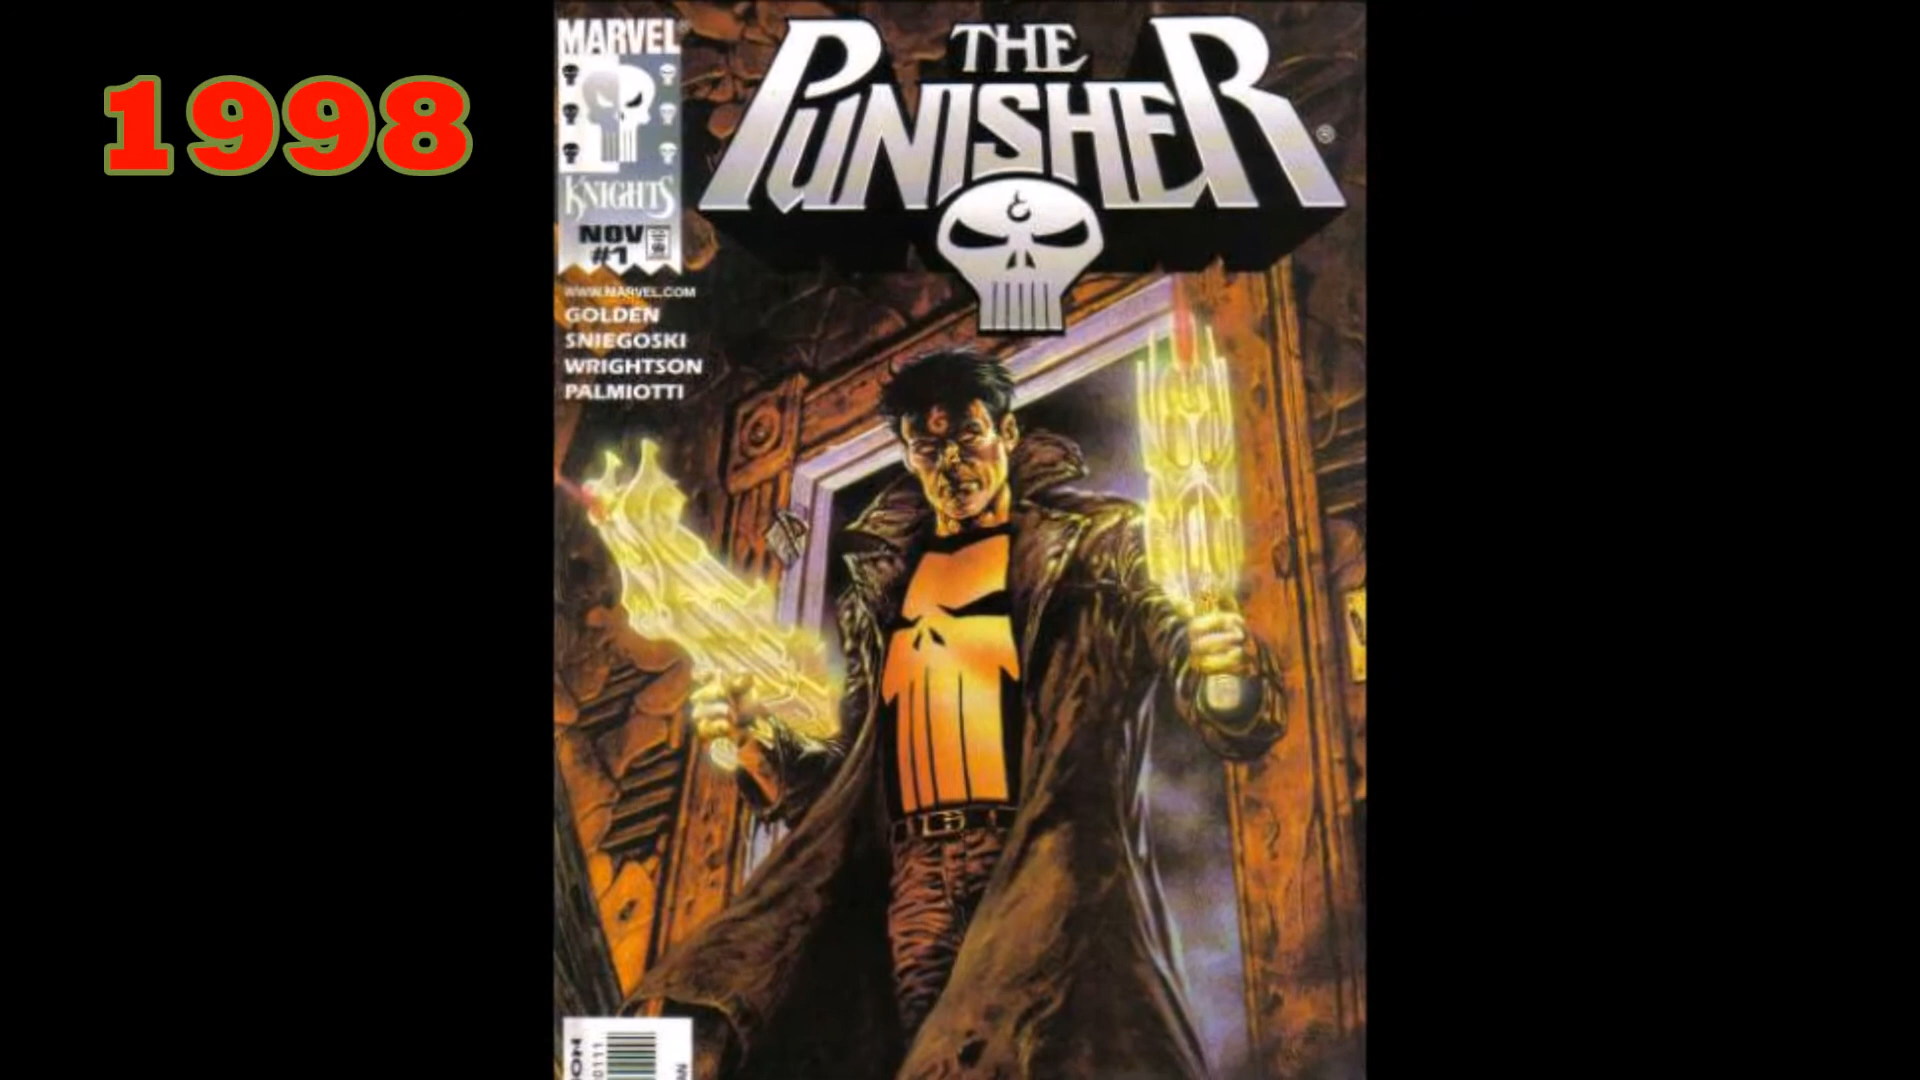 1998
MARVEL
KNIGHTS
NOV
#1
THE
PUNISHER
WWW.MARVEL.COM
GOLDEN
SNIEGOSKI
WRIGHTSON
PALMIOTTI